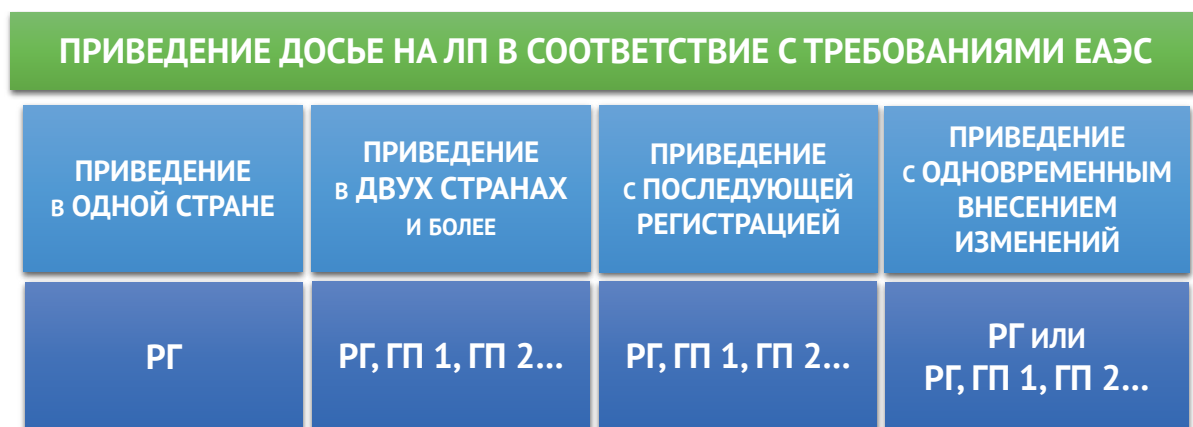 ПРИВЕДЕНИЕ ДОСЬЕ НА ЛП В СООТВЕТСТВИЕ С ТРЕБОВАНИЯМИ ЕАЭС
ПРИВЕДЕНИЕ
В ОДНОЙ СТРАНЕ
ПРИВЕДЕНИЕ
В ДВУХ СТРАНАХ
И БОЛЕЕ
ПРИВЕДЕНИЕ
С ПОСЛЕДУЮЩЕЙ
РЕГИСТРАЦИЕЙ
ПРИВЕДЕНИЕ
С ОДНОВРЕМЕННЫМ
ВНЕСЕНИЕМ
ИЗМЕНЕНИЙ
РГ
РГ, ГП 1, ГП 2...
РГ, ГП 1, ГП 2...
РГ ИЛИ
РГ, ГП 1, ГП 2...